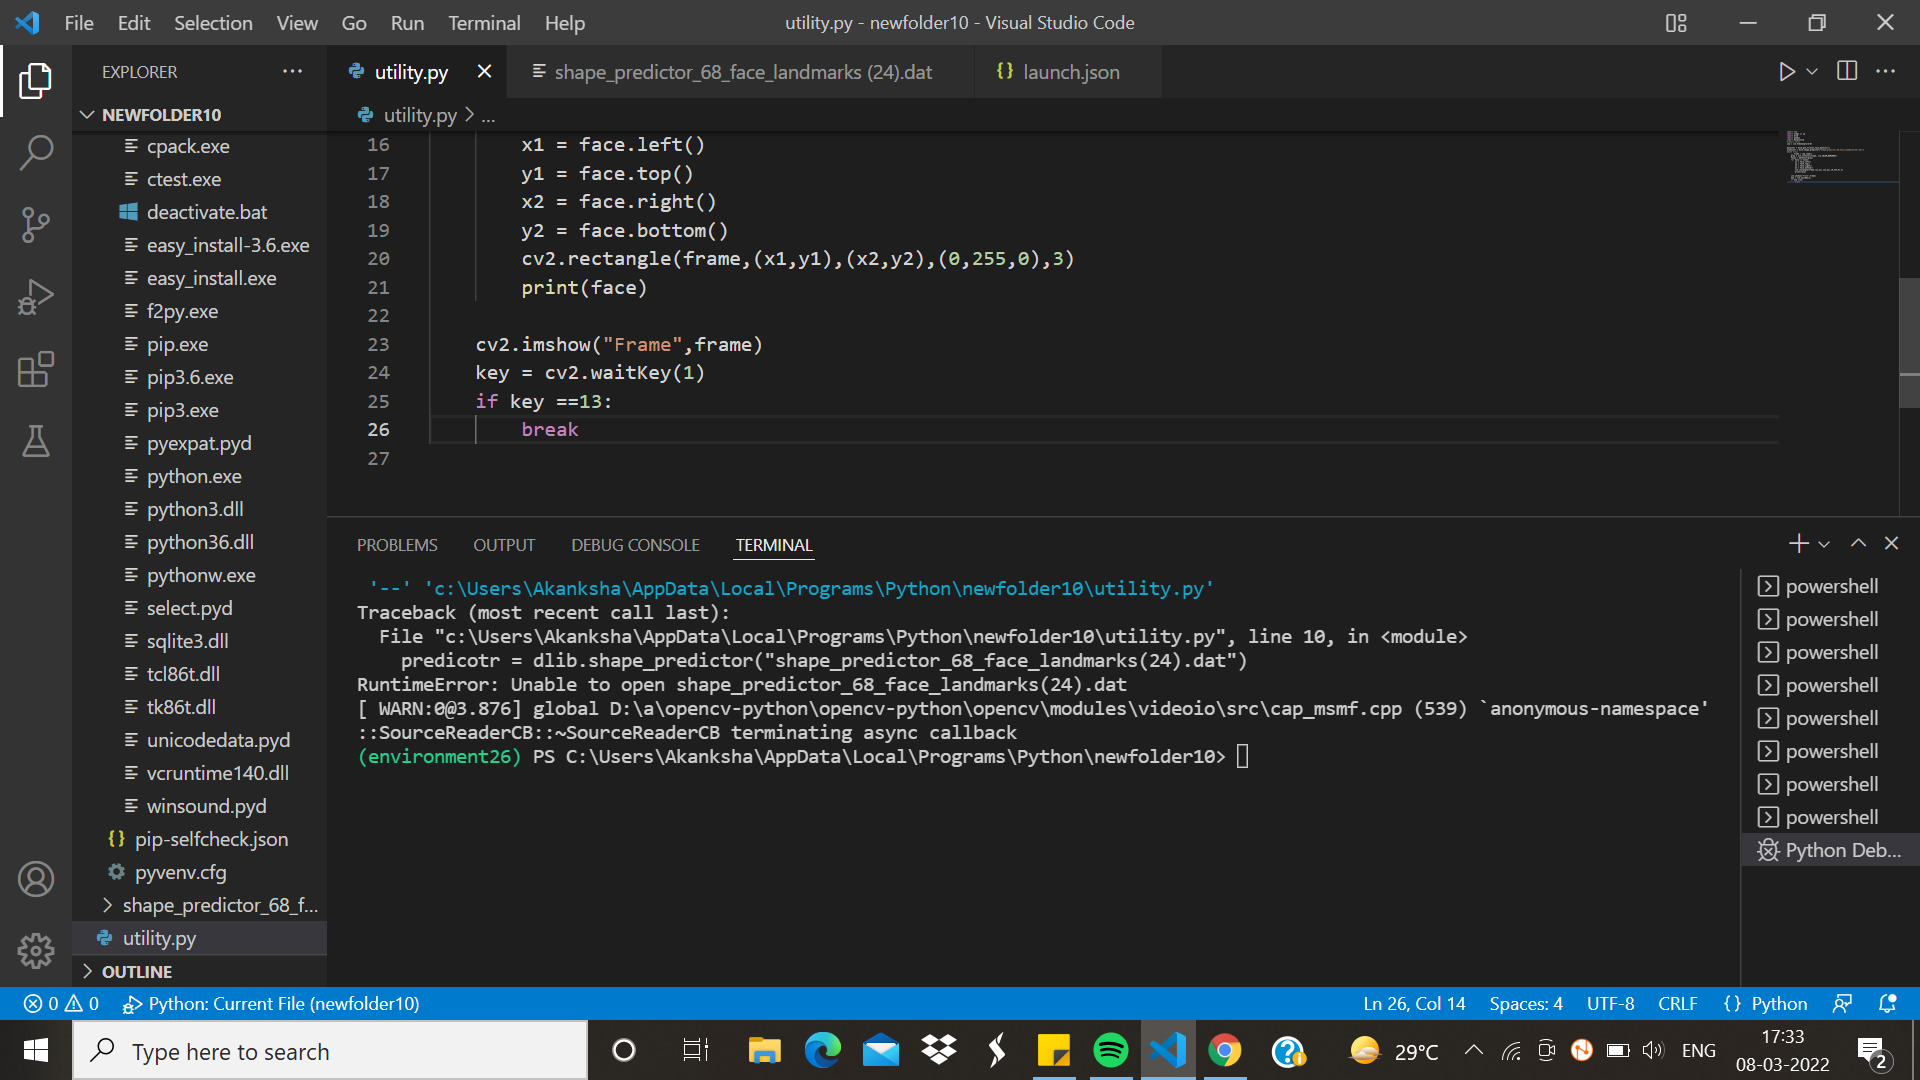 File Edit Selection View Go Run Terminal Help
utility.py - newfolder10 - Visual Studio Code
EXPLORER
utility.py
shape_predictor_68_face_landmarks (24).dat
{} launch.json
NEWFOLDER10
utility.py > ...
cpack.exe
ctest.exe
deactivate.bat
easy_install-3.6.exe
easy_install.exe
f2py.exe
pip.exe
pip3.6.exe
pip3.exe
pyexpat.pyd
python.exe
python3.dll
python36.dll
pythonw.exe
select.pyd
sqlite3.dll
tcl86t.dll
tk86t.dll
unicodedata.pyd
vcruntime140.dll
winsound.pyd
{} pip-selfcheck.json
pyvenv.cfg
shape_predictor_68_f...
utility.py
OUTLINE
16 x1 = face.left()
17 y1 = face.top()
18 x2 = face.right()
19 y2 = face.bottom()
20 cv2.rectangle(frame,(x1,y1),(x2,y2),(0,255,0),3)
21 print(face)
22
23 cv2.imshow("Frame",frame)
24 key = cv2.waitKey(1)
25 if key ==13:
26 break
27
PROBLEMS OUTPUT DEBUG CONSOLE TERMINAL
'--' 'c:\Users\Akanksha\AppData\Local\Programs\Python\newfolder10\utility.py'
Traceback (most recent call last):
File "c:\Users\Akanksha\AppData\Local\Programs\Python\newfolder10\utility.py", line 10, in <module>
predicotr = dlib.shape_predictor("shape_predictor_68_face_landmarks(24).dat")
RuntimeError: Unable to open shape_predictor_68_face_landmarks(24).dat
[ WARN:0@3.876] global D:\a\opencv-python\opencv-python\opencv\modules\videoio\src\cap_msmf.cpp (539) `anonymous-namespace'
::SourceReaderCB::~SourceReaderCB terminating async callback
(environment26) PS C:\Users\Akanksha\AppData\Local\Programs\Python\newfolder10>
powershell
powershell
powershell
powershell
powershell
powershell
powershell
powershell
Python Deb...
0 0 Python: Current File (newfolder10)
Ln 26, Col 14 Spaces: 4 UTF-8 CRLF {} Python
Type here to search
29°C
ENG
17:33
08-03-2022
2